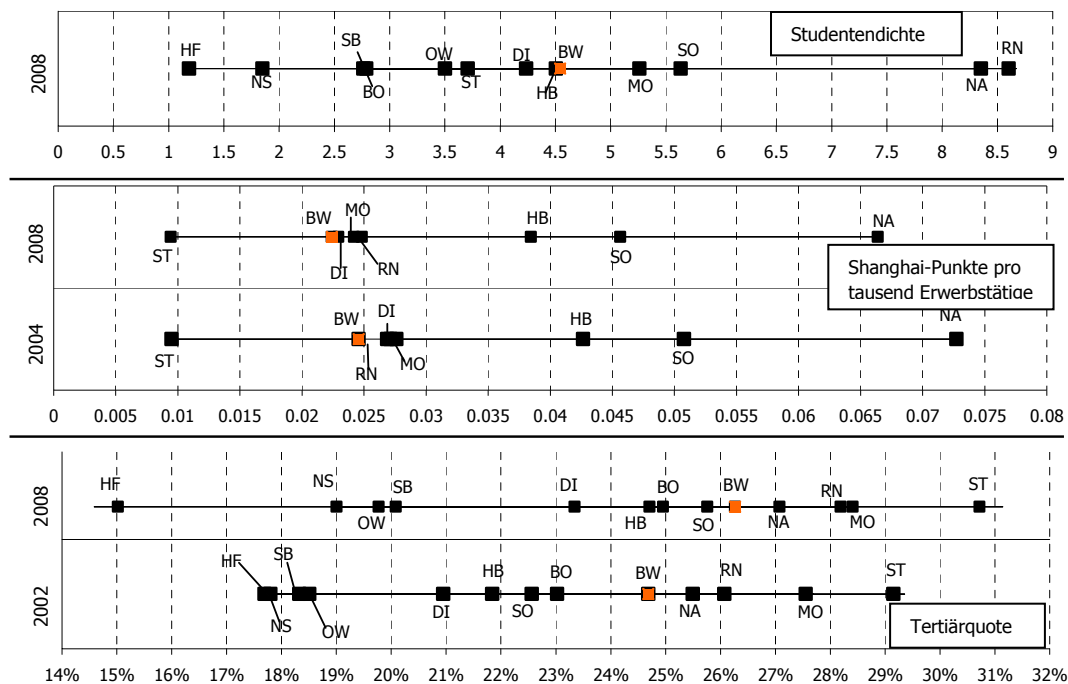 Studentendichte
HF SB OW DI BW SO RN
2008
NS BO ST HB MO NA
0 0.5 1 1.5 2 2.5 3 3.5 4 4.5 5 5.5 6 6.5 7 7.5 8 8.5 9
BW MO HB NA
2008
ST DI RN SO
Shanghai-Punkte pro
tausend Erwerbstätige
BW DI HB NA
2004
ST RN MO SO
0 0.005 0.01 0.015 0.02 0.025 0.03 0.035 0.04 0.045 0.05 0.055 0.06 0.065 0.07 0.075 0.08
HF NS SB DI BO BW RN ST
2008
OW HB SO NA MO
HF SB HB BO BW RN ST
2002
NS OW DI SO NA MO
Tertiärquote
14% 15% 16% 17% 18% 19% 20% 21% 22% 23% 24% 25% 26% 27% 28% 29% 30% 31% 32%